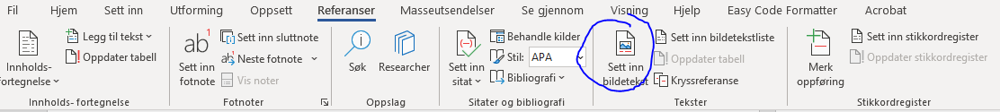 Fil Hjem Sett inn Utforming Oppsett Referanser Masseutsendelser Se gjennom Visping Hjelp Easy Code Formatter Acrobat
Innholds-
fortegnelse
Legg til tekst
Oppdater tabell
Innholds- fortegnelse
ab1
Sett inn
fotnote
Sett inn sluttnote
Neste fotnote
Vis noter
Fotnoter
Søk
Researcher
Oppslag
Sett inn
sitat
Behandle kilder
Stil: APA
Bibliografi
Sitater og bibliografi
Sett inn
bildetekst
Sett inn bildetekstliste
Oppdater tabell
Kryssreferanse
Tekster
Merk
oppføring
Sett inn stikkordregister
Oppdater stikkordregister
Stikkordregister